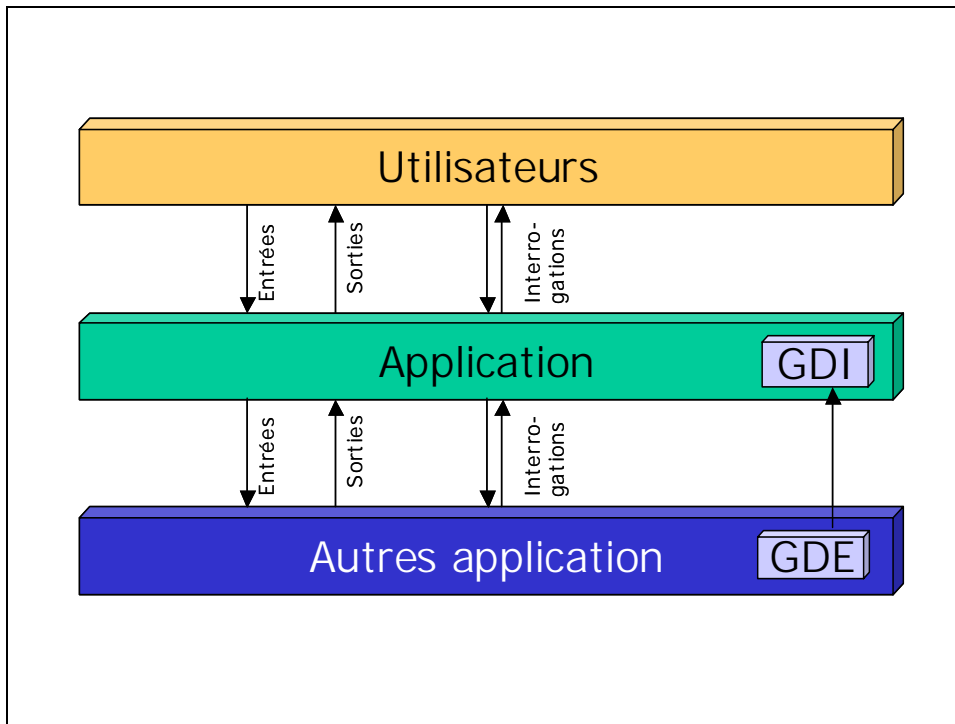 Utilisateurs
Entrées
Sorties
Interro-
gations
Application
GDI
Entrées
Sorties
Interro-
gations
Autres application
GDE